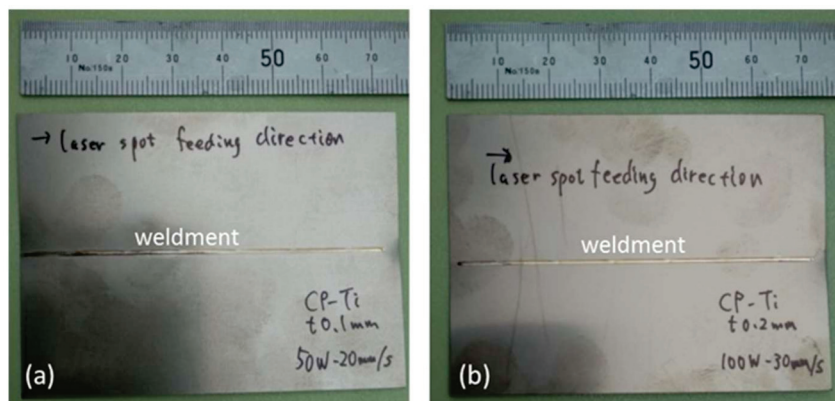 10 20 30 40 50 60 70
No.150a
→ laser spot feeding direction
weldment
CP-Ti
t0.1mm
50W-20mm/s
(a)
10 20 30 40 50 60 70
No.150a
→
laser spot feeding direction
weldment
CP-Ti
t0.2mm
100W-30mm/s
(b)